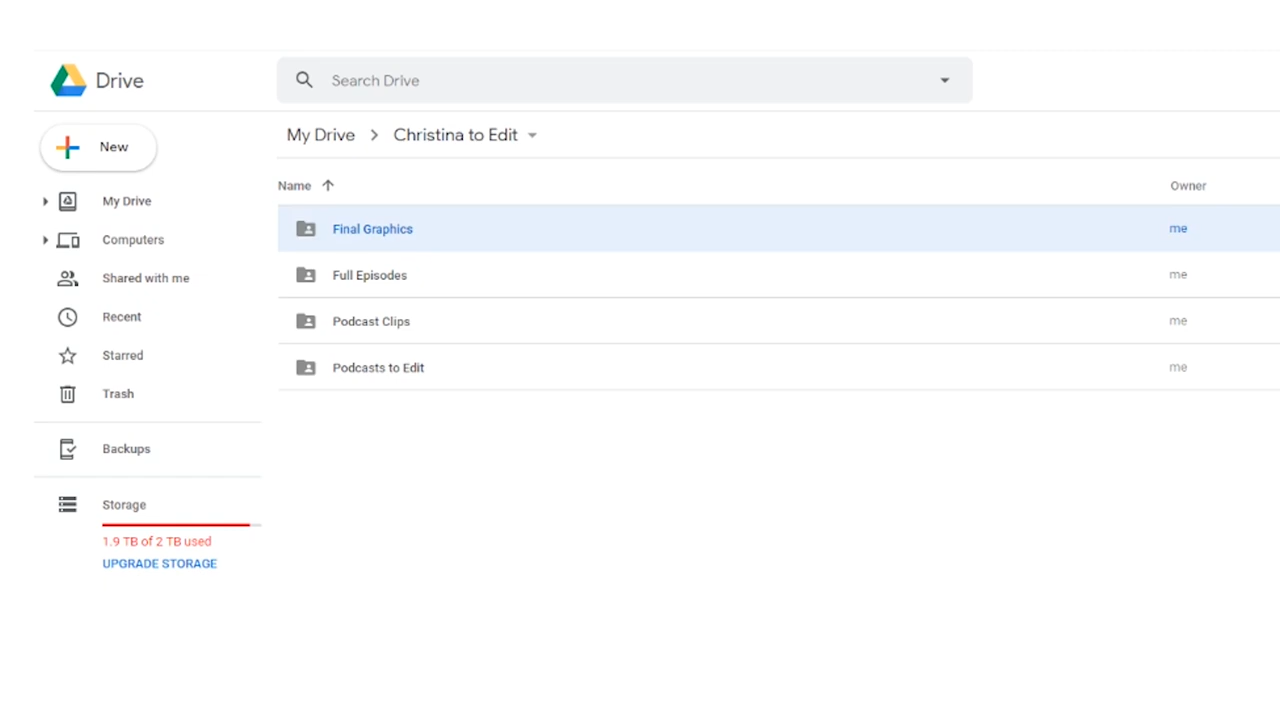 Drive
Search Drive
New
My Drive > Christina to Edit
Name
Owner
My Drive
Computers
Shared with me
Recent
Starred
Trash
Backups
Storage
1.9 TB of 2 TB used
UPGRADE STORAGE
Final Graphics me
Full Episodes me
Podcast Clips me
Podcasts to Edit me